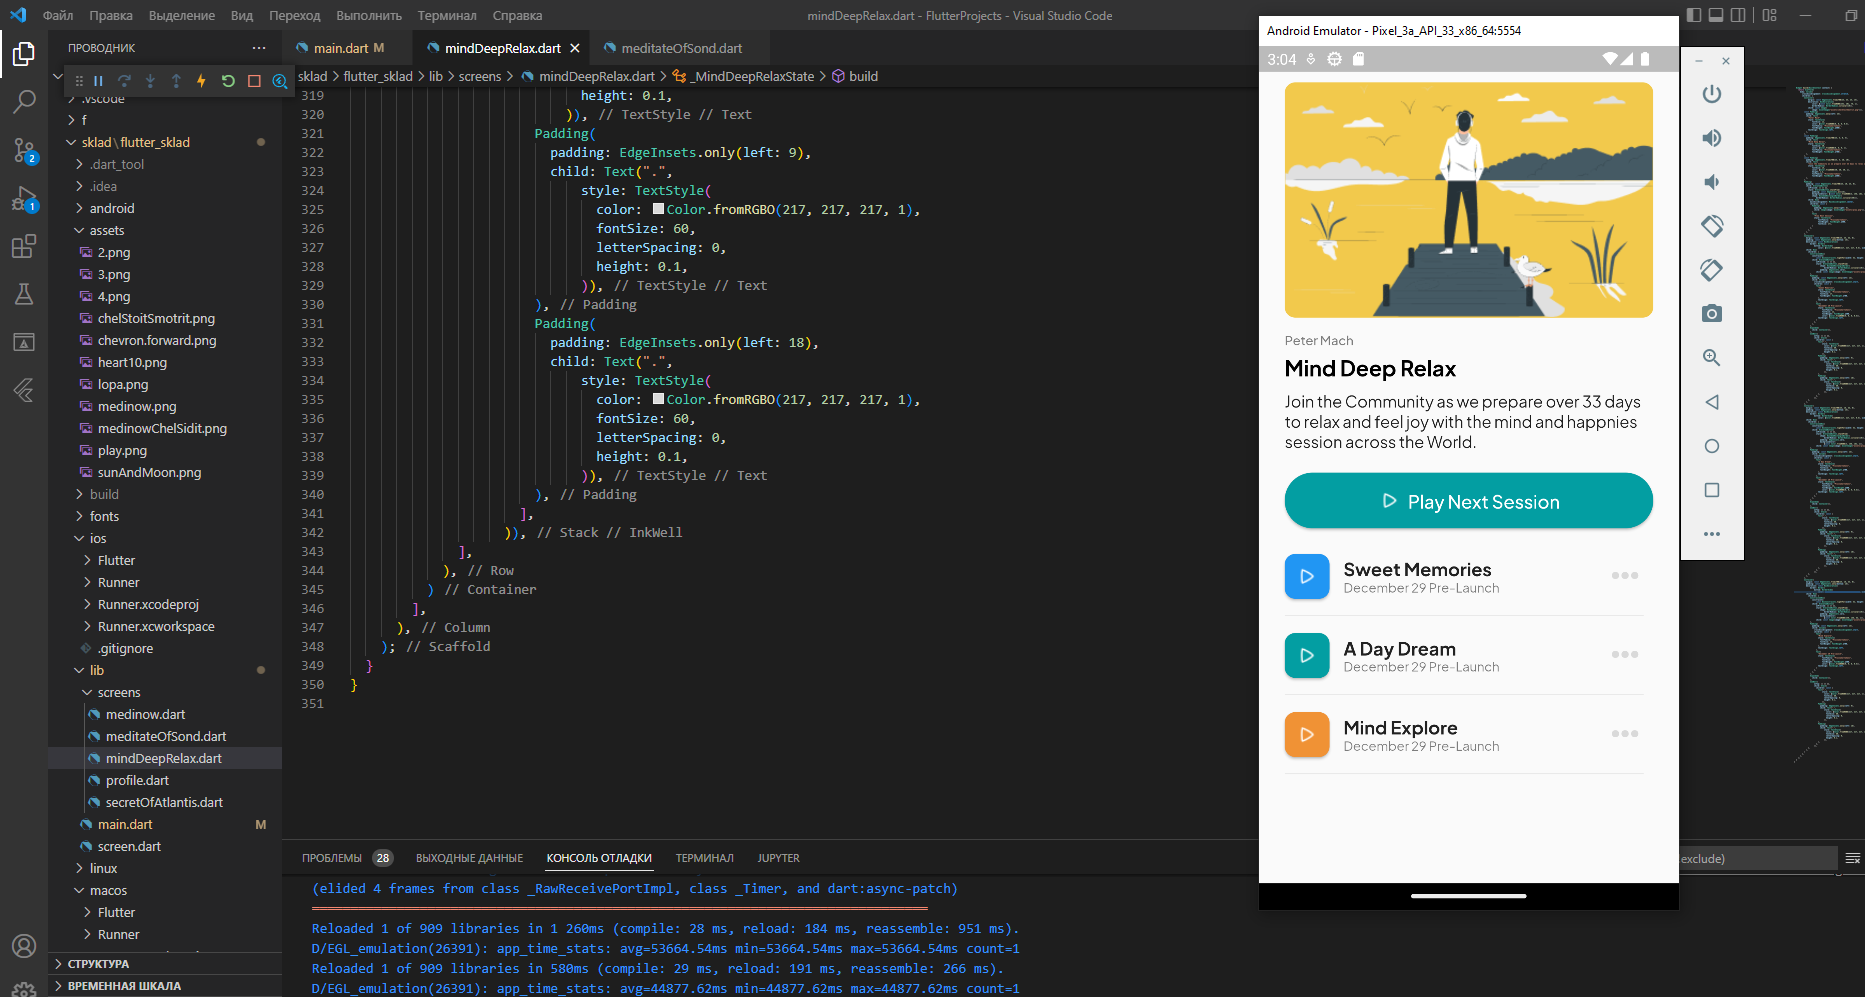 Файл Правка Выделение Вид Переход Выполнить Терминал Справка
mindDeepRelax.dart - FlutterProjects - Visual Studio Code
ПРОВОДНИК
main.dart M
mindDeepRelax.dart
meditateOfSond.dart
sklad > flutter_sklad > lib > screens > mindDeepRelax.dart > _MindDeepRelaxState > build
.vscode
f
sklad\flutter_sklad
.dart_tool
.idea
android
assets
2.png
3.png
4.png
chelStoitSmotrit.png
chevron.forward.png
heart10.png
lopa.png
medinow.png
medinowChelSidit.png
play.png
sunAndMoon.png
build
fonts
ios
Flutter
Runner
Runner.xcodeproj
Runner.xcworkspace
.gitignore
lib
screens
medinow.dart
meditateOfSond.dart
mindDeepRelax.dart
profile.dart
secretOfAtlantis.dart
main.dart M
screen.dart
linux
macos
Flutter
Runner
СТРУКТУРА
ВРЕМЕННАЯ ШКАЛА
2
1
319 height: 0.1,
320 )), // TextStyle // Text
321 Padding(
322 padding: EdgeInsets.only(left: 9),
323 child: Text(".",
324 style: TextStyle(
325 color: Color.fromRGBO(217, 217, 217, 1),
326 fontSize: 60,
327 letterSpacing: 0,
328 height: 0.1,
329 )), // TextStyle // Text
330 ), // Padding
331 Padding(
332 padding: EdgeInsets.only(left: 18),
333 child: Text(".",
334 style: TextStyle(
335 color: Color.fromRGBO(217, 217, 217, 1),
336 fontSize: 60,
337 letterSpacing: 0,
338 height: 0.1,
339 )), // TextStyle // Text
340 ), // Padding
341 ],
342 )), // Stack // InkWell
343 ],
344 ), // Row
345 ) // Container
346 ],
347 ), // Column
348 ); // Scaffold
349 }
350 }
351
ПРОБЛЕМЫ 28 ВЫХОДНЫЕ ДАННЫЕ КОНСОЛЬ ОТЛАДКИ ТЕРМИНАЛ JUPYTER
exclude)
(elided 4 frames from class _RawReceivePortImpl, class _Timer, and dart:async-patch)
Reloaded 1 of 909 libraries in 1 260ms (compile: 28 ms, reload: 184 ms, reassemble: 951 ms).
D/EGL_emulation(26391): app_time_stats: avg=53664.54ms min=53664.54ms max=53664.54ms count=1
Reloaded 1 of 909 libraries in 580ms (compile: 29 ms, reload: 191 ms, reassemble: 266 ms).
D/EGL_emulation(26391): app_time_stats: avg=44877.62ms min=44877.62ms max=44877.62ms count=1
Android Emulator - Pixel_3a_API_33_x86_64:5554
3:04
Peter Mach
Mind Deep Relax
Join the Community as we prepare over 33 days
to relax and feel joy with the mind and happnies
session across the World.
Play Next Session
Sweet Memories
December 29 Pre-Launch
A Day Dream
December 29 Pre-Launch
Mind Explore
December 29 Pre-Launch